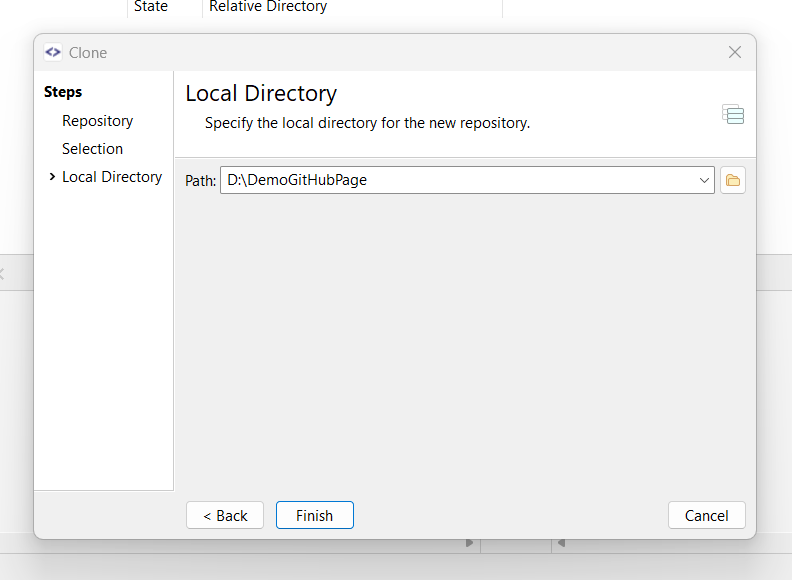 State Relative Directory
Clone
Steps
Repository
Selection
Local Directory
Local Directory
Specify the local directory for the new repository.
Path: D:\DemoGitHubPage
< Back Finish Cancel